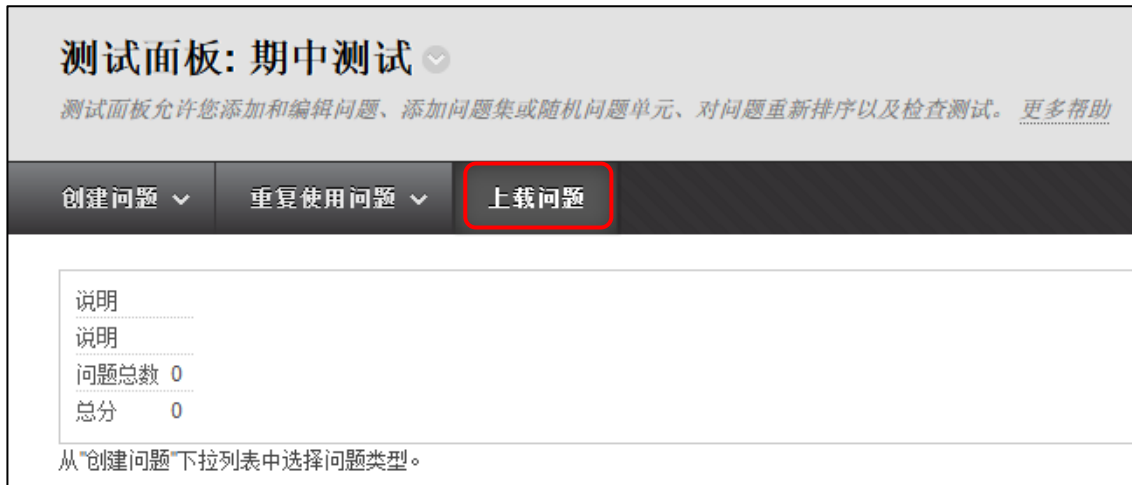 测试面板: 期中测试
测试面板允许您添加和编辑问题、添加问题集或随机问题单元、对问题重新排序以及检查测试。 更多帮助
创建问题 重复使用问题 上载问题
说明
说明
问题总数 0
总分 0
从"创建问题"下拉列表中选择问题类型。